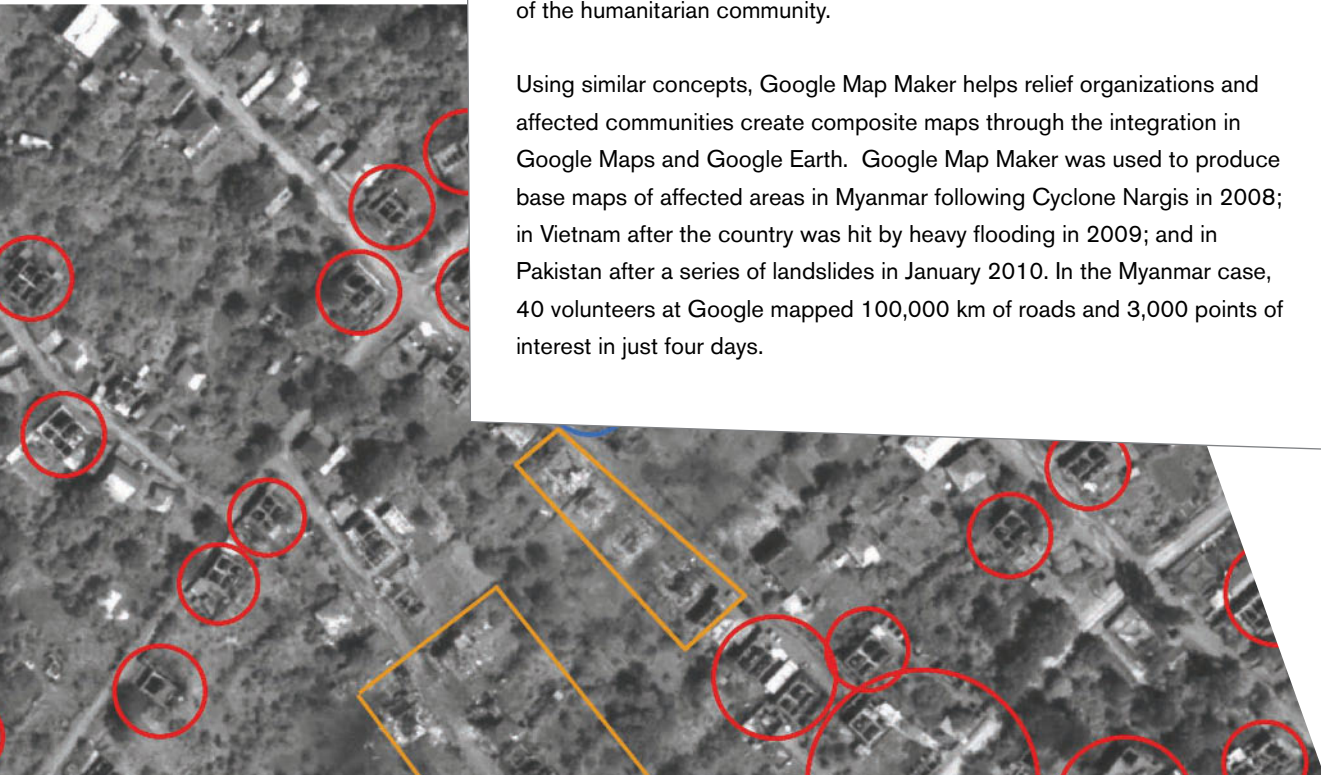 of the humanitarian community.
Using similar concepts, Google Map Maker helps relief organizations and
affected communities create composite maps through the integration in
Google Maps and Google Earth.  Google Map Maker was used to produce
base maps of affected areas in Myanmar following Cyclone Nargis in 2008;
in Vietnam after the country was hit by heavy flooding in 2009; and in
Pakistan after a series of landslides in January 2010. In the Myanmar case,
40 volunteers at Google mapped 100,000 km of roads and 3,000 points of
interest in just four days.